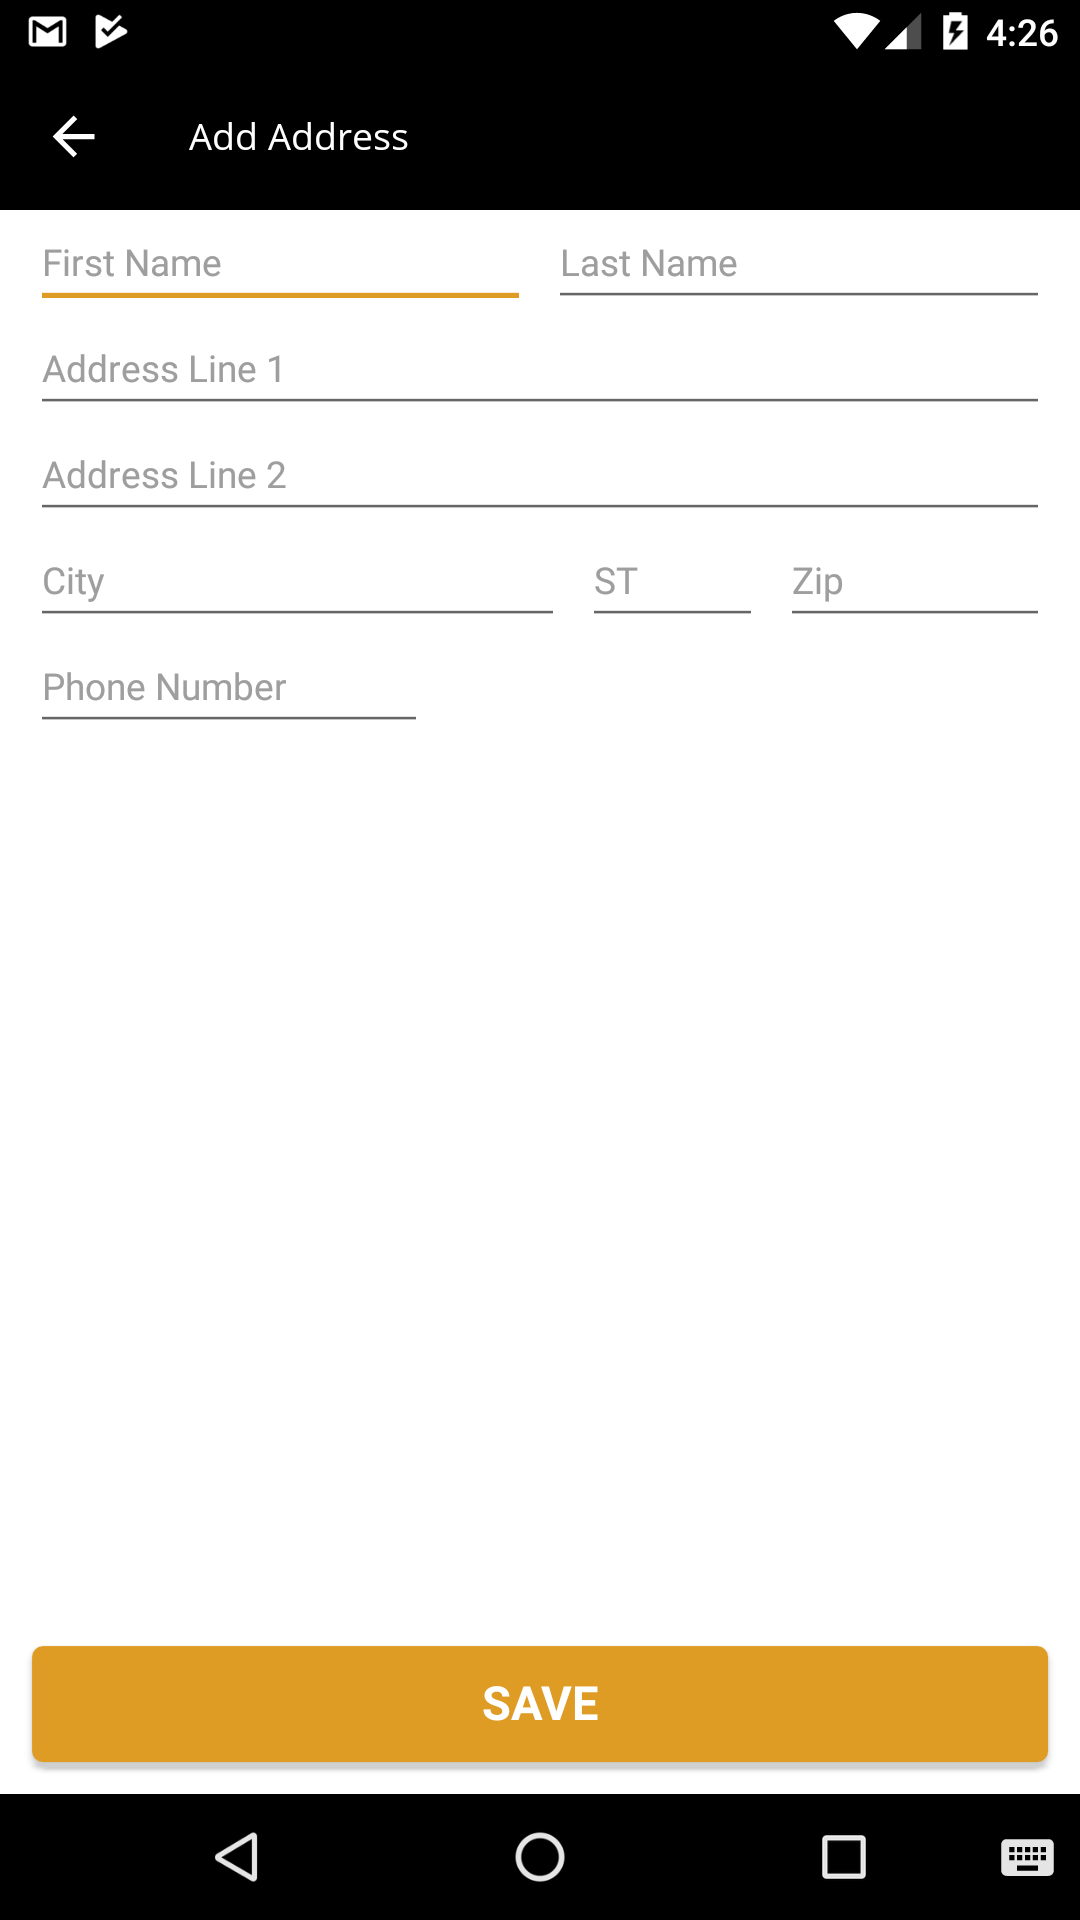 4:26
Add Address
First Name Last Name
Address Line 1
Address Line 2
City ST Zip
Phone Number
SAVE